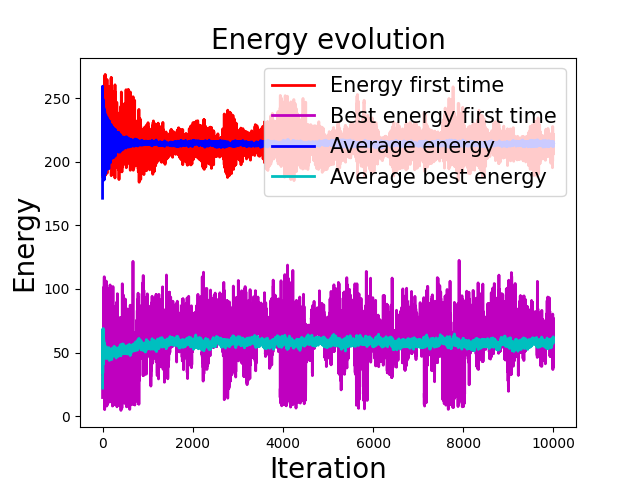 Energy evolution
Energy first time
Best energy first time
Average energy
Average best energy
Energy
250
200
150
100
50
0
0 2000 4000 6000 8000 10000
Iteration